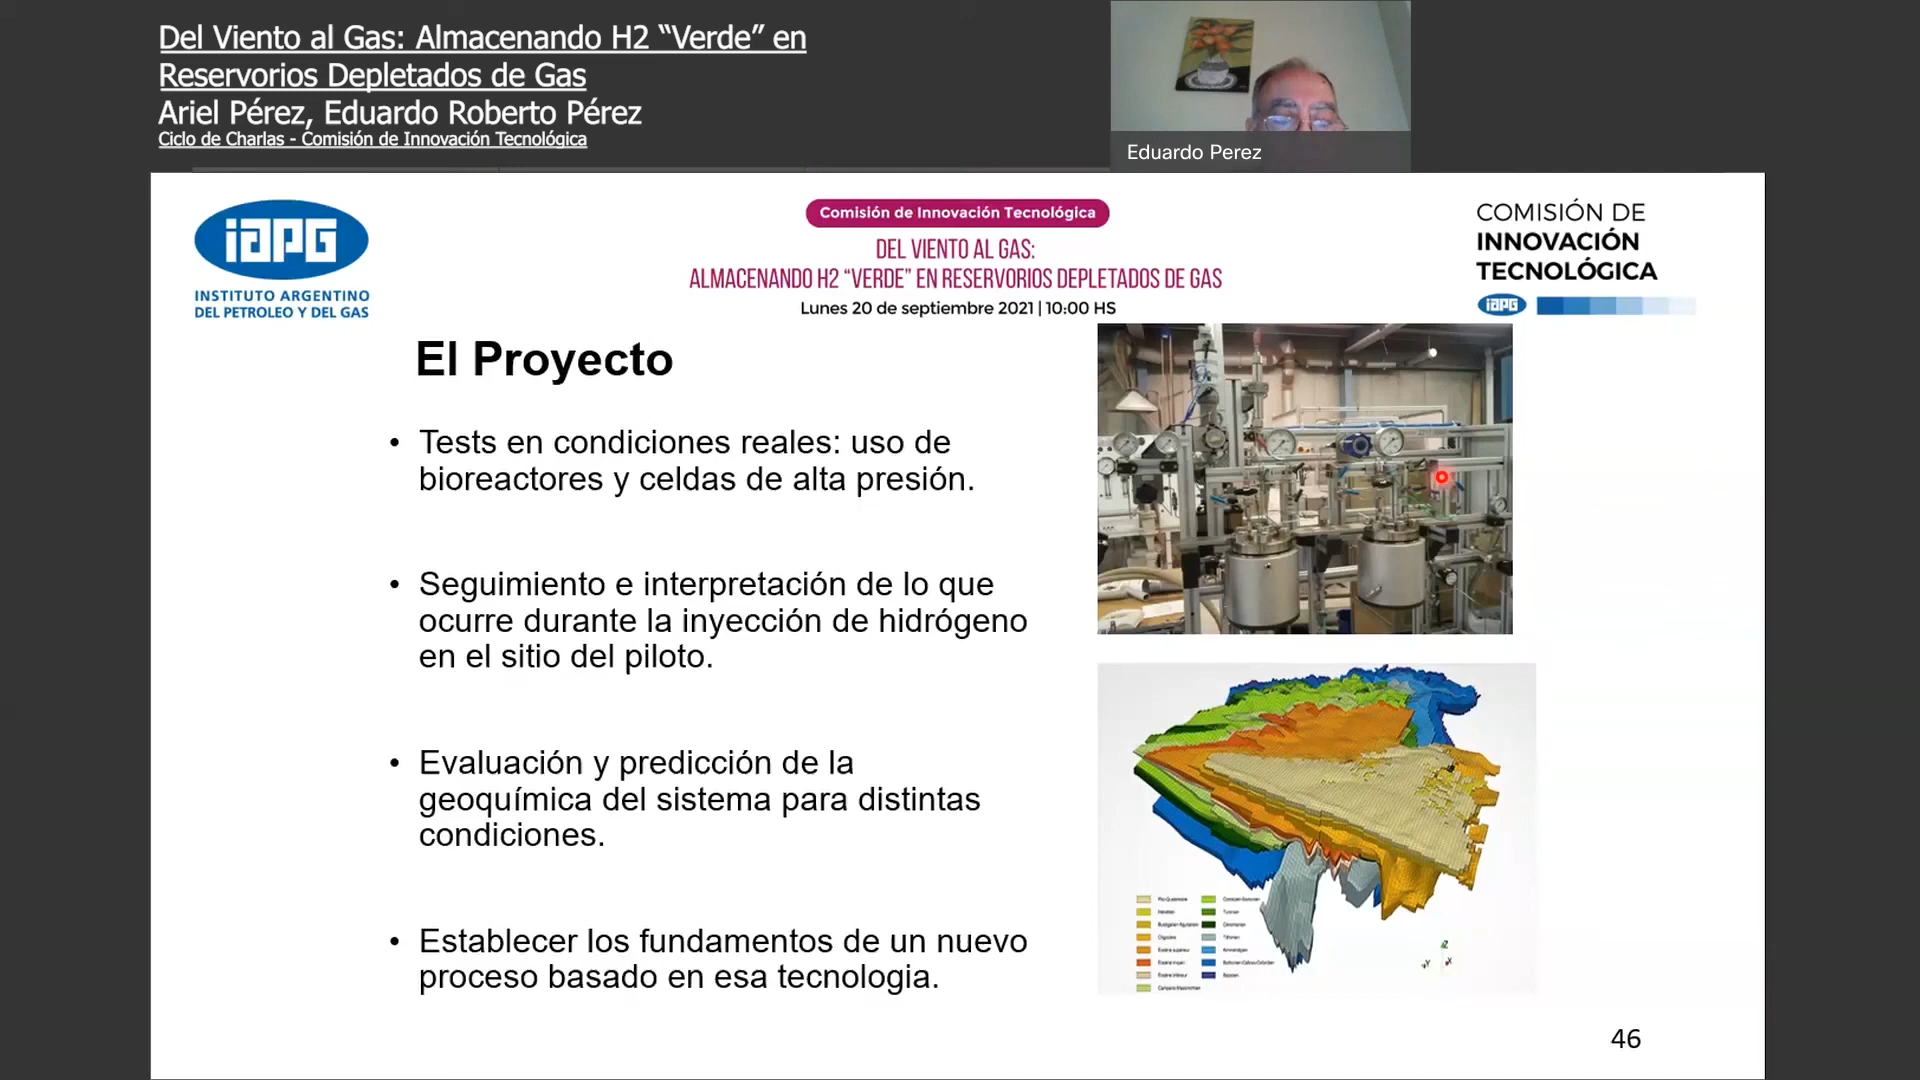 Del Viento al Gas: Almacenando H2 “Verde” en
Reservorios Depletados de Gas
Ariel Pérez, Eduardo Roberto Pérez
Ciclo de Charlas - Comisión de Innovación Tecnológica
Eduardo Perez
iapg
INSTITUTO ARGENTINO
DEL PETROLEO Y DEL GAS
Comisión de Innovación Tecnológica
DEL VIENTO AL GAS:
ALMACENANDO H2 “VERDE” EN RESERVORIOS DEPLETADOS DE GAS
Lunes 20 de septiembre 2021 | 10:00 HS
COMISIÓN DE
INNOVACIÓN
TECNOLÓGICA
iapg
El Proyecto
• Tests en condiciones reales: uso de
bioreactores y celdas de alta presión.
• Seguimiento e interpretación de lo que
ocurre durante la inyección de hidrógeno
en el sitio del piloto.
• Evaluación y predicción de la
geoquímica del sistema para distintas
condiciones.
• Establecer los fundamentos de un nuevo
proceso basado en esa tecnologia.
Z
Y
X
46